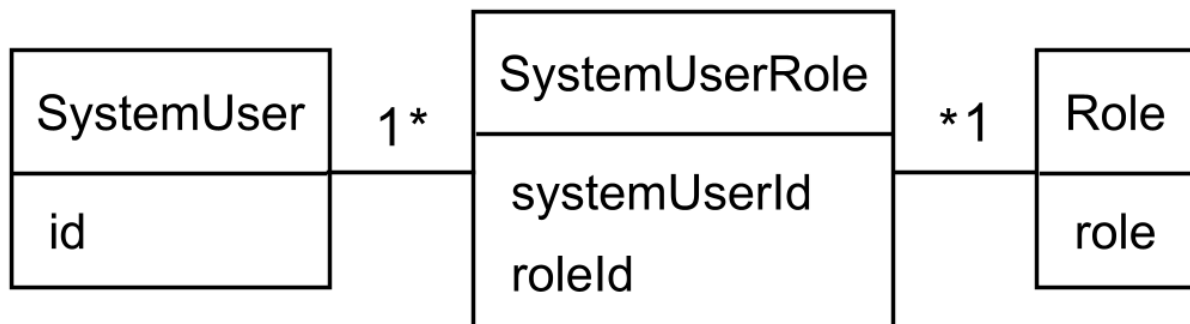 SystemUser
id
1*
SystemUserRole
systemUserId
roleId
*1
Role
role